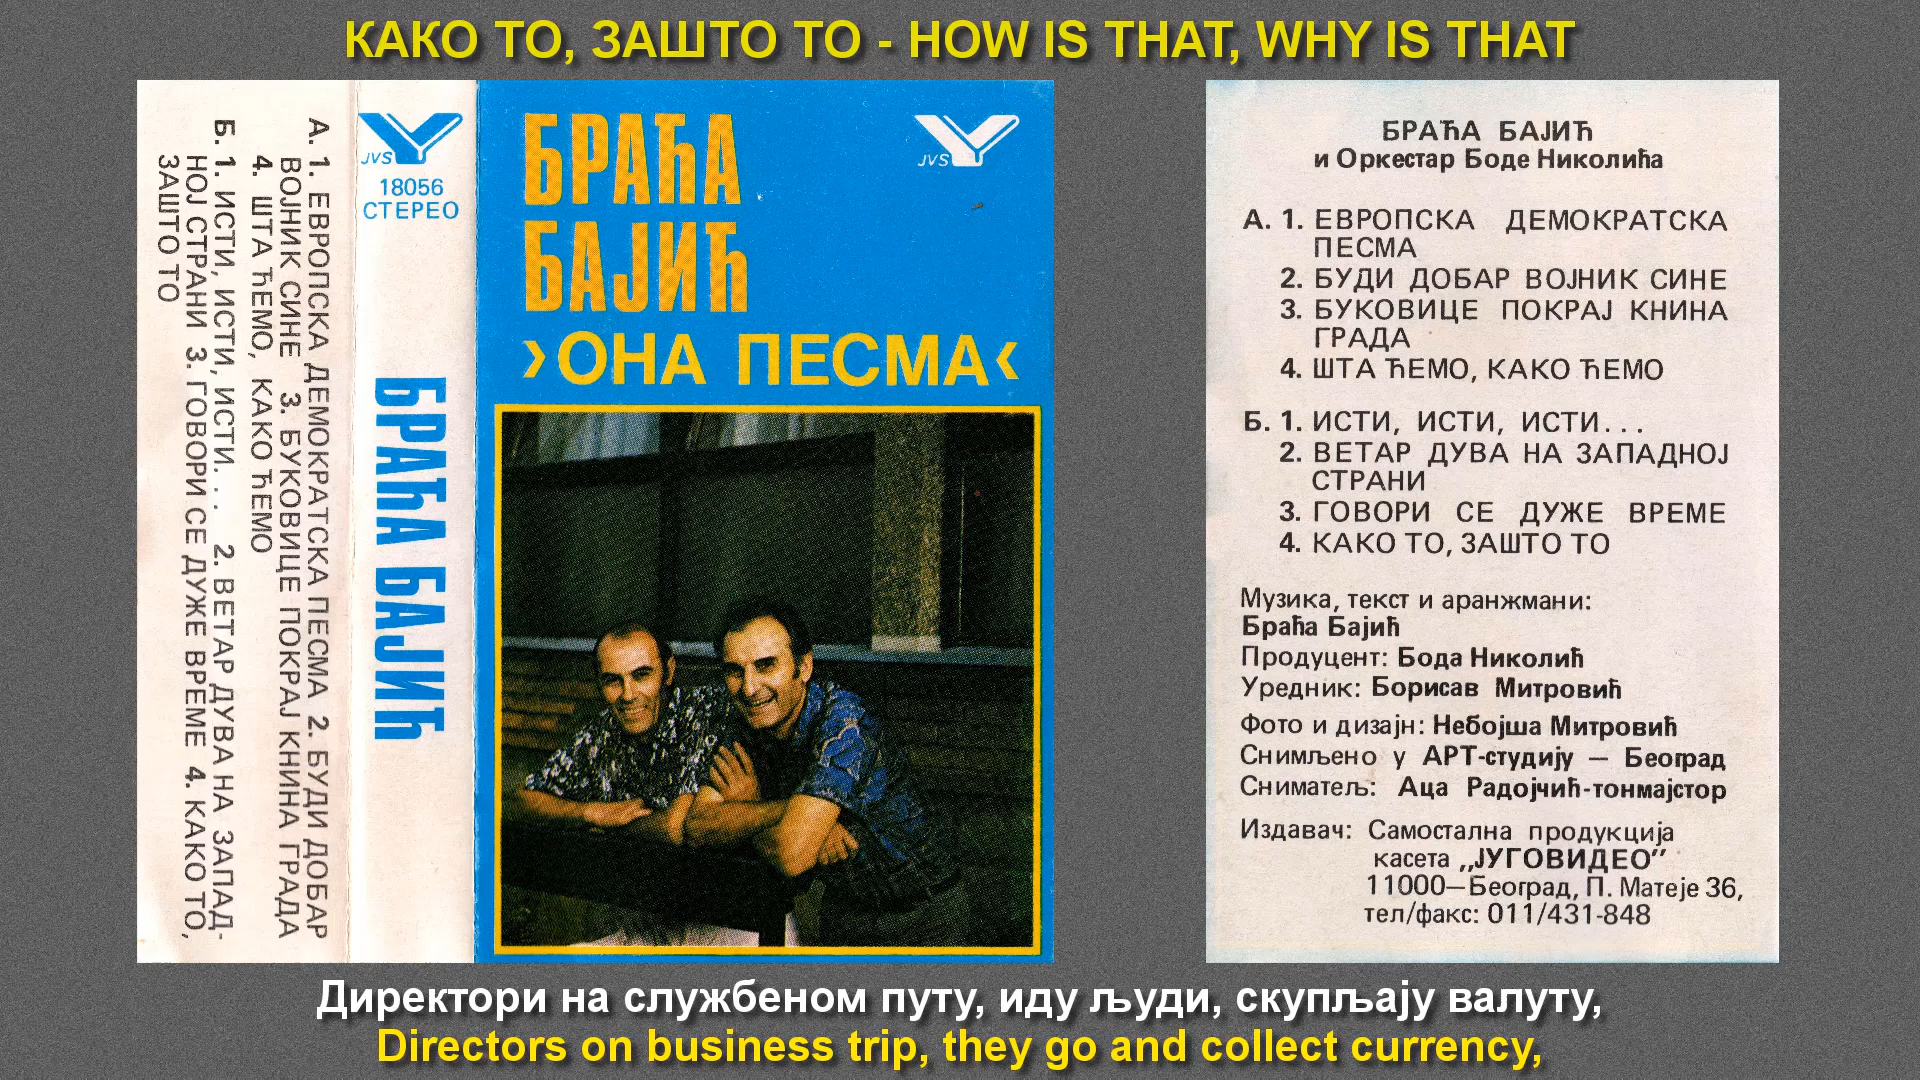 КАКО ТО, ЗАШТО ТО - HOW IS THAT, WHY IS THAT
А. 1. ЕВРОПСКА ДЕМОКРАТСКА ПЕСМА 2. БУДИ ДОБАР
ВОЈНИК СИНЕ 3. БУКОВИЦЕ ПОКРАЈ КНИНА ГРАДА
4. ШТА ЋЕМО, КАКО ЋЕМО
Б. 1. ИСТИ, ИСТИ, ИСТИ. . . 2. ВЕТАР ДУВА НА ЗАПАД-
НОЈ СТРАНИ 3. ГОВОРИ СЕ ДУЖЕ ВРЕМЕ 4. КАКО ТО,
ЗАШТО ТО
JVS
18056
СТЕРЕО
БРАЋА БАЈИЋ
JVS
БРАЋА
БАЈИЋ
›ОНА ПЕСМА‹
БРАЋА БАЈИЋ
и Оркестар Боде Николића
А. 1. ЕВРОПСКА ДЕМОКРАТСКА
ПЕСМА
2. БУДИ ДОБАР ВОЈНИК СИНЕ
3. БУКОВИЦЕ ПОКРАЈ КНИНА
ГРАДА
4. ШТА ЋЕМО, КАКО ЋЕМО
Б. 1. ИСТИ, ИСТИ, ИСТИ. . .
2. ВЕТАР ДУВА НА ЗАПАДНОЈ
СТРАНИ
3. ГОВОРИ СЕ ДУЖЕ ВРЕМЕ
4. КАКО ТО, ЗАШТО ТО
Музика, текст и аранжмани:
Браћа Бајић
Продуцент: Бода Николић
Уредник: Борисав Митровић
Фото и дизајн: Небојша Митровић
Снимљено у АРТ-студију — Београд
Сниматељ: Аца Радојчић-тонмајстор
Издавач: Самостална продукција
касета „ЈУГОВИДЕО”
11000—Београд, П. Матеје 36,
тел/факс: 011/431-848
Директори на службеном путу, иду људи, скупљају валуту,
Directors on business trip, they go and collect currency,